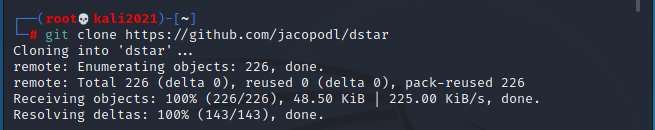 (root💀kali2021)-[~]
# git clone https://github.com/jacopodl/dstar
Cloning into 'dstar'...
remote: Enumerating objects: 226, done.
remote: Total 226 (delta 0), reused 0 (delta 0), pack-reused 226
Receiving objects: 100% (226/226), 48.50 KiB | 225.00 KiB/s, done.
Resolving deltas: 100% (143/143), done.